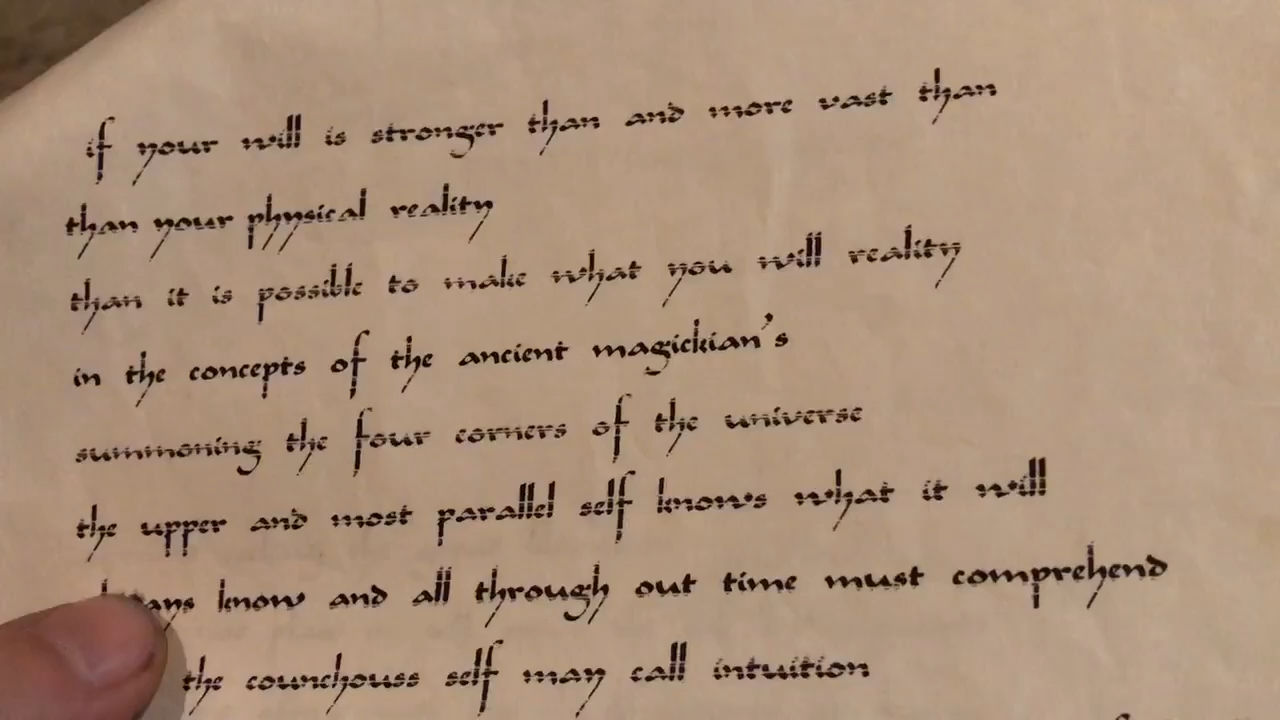 if your will is stronger than and more vast than
than your physical reality
than it is possible to make what you will reality
in the concepts of the ancient magickian's
summoning the four corners of the universe
the upper and most parallel self knows what it will
know and all through out time must comprehend
the counchouss self may call intuition